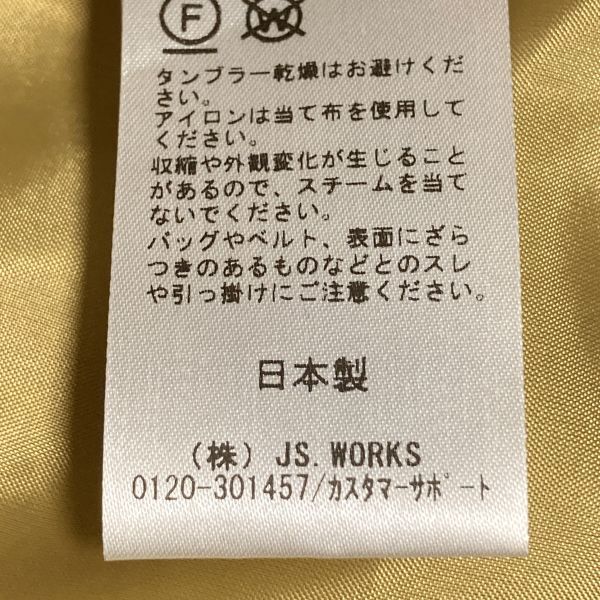 F W
タンブラー乾燥はお避けくだ
さい。
アイロンは当て布を使用して
ください。
収縮や外観変化が生じること
があるので、スチームを当て
ないでください。
バッグやベルト、表面にざら
つきのあるものなどとのスレ
や引っ掛けにご注意ください。
日本製
（株）JS.WORKS
0120-301457/ｶｽﾀﾏｰｻﾎﾟｰﾄ